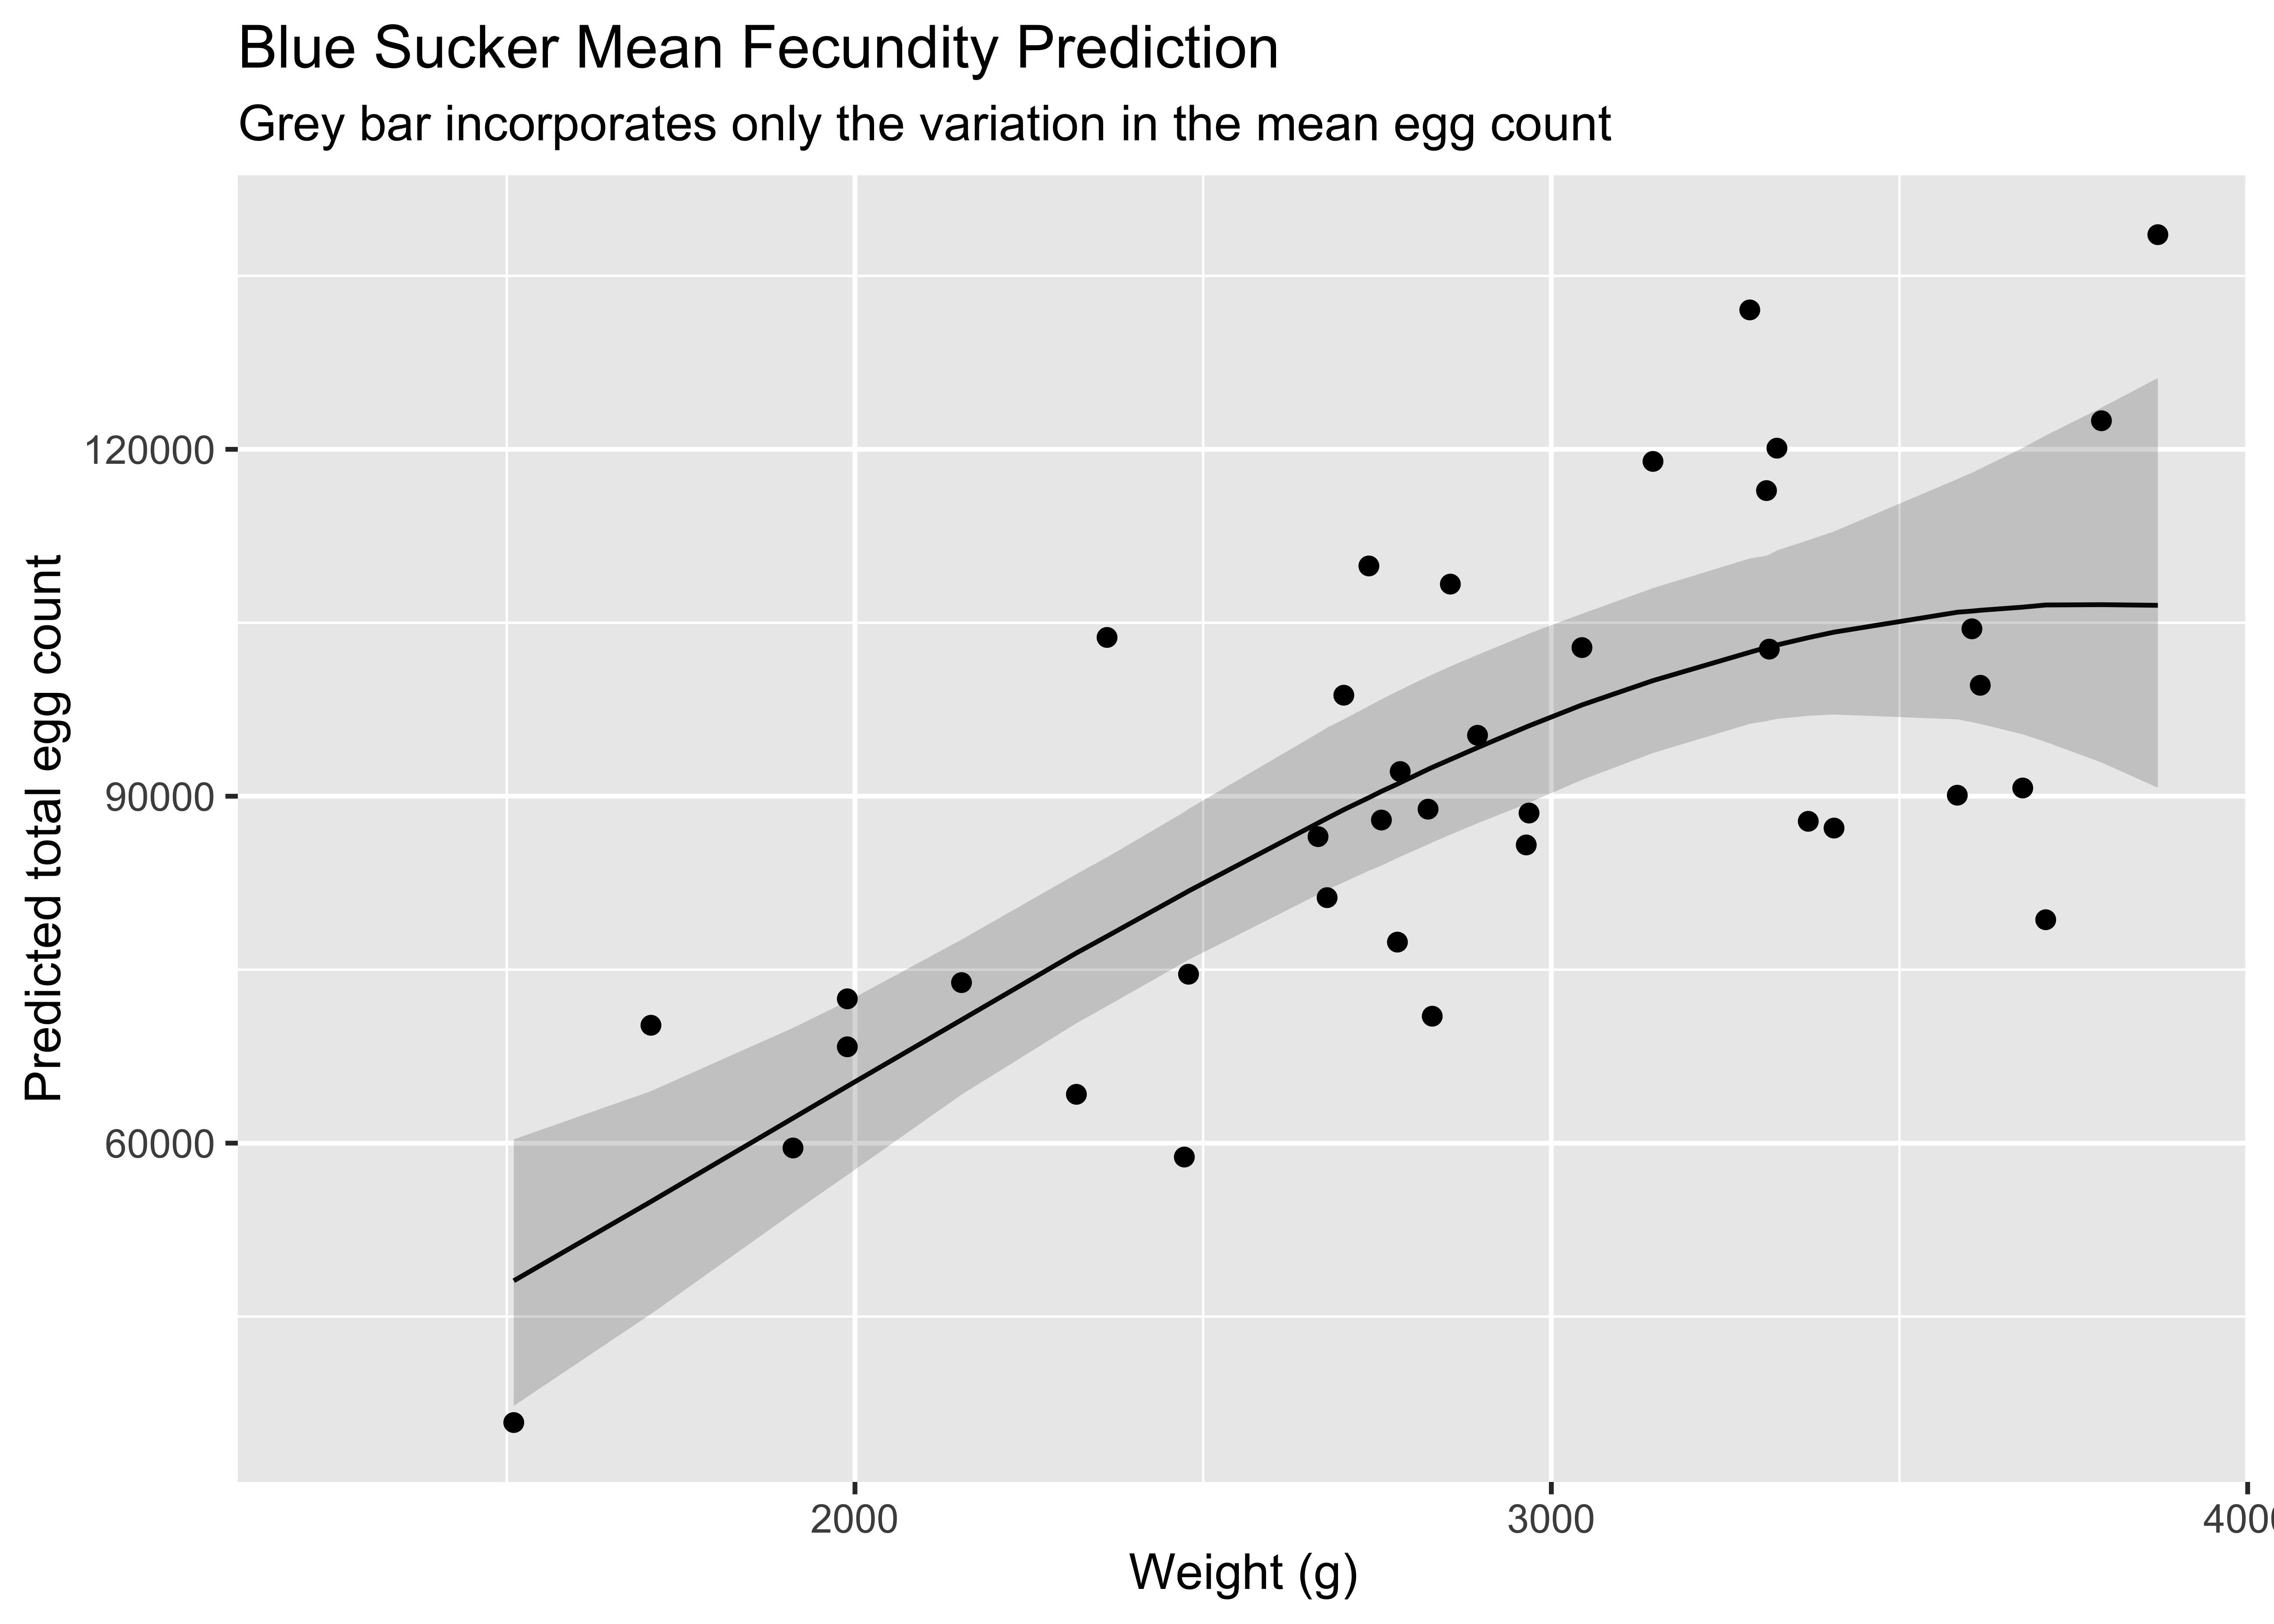 Blue Sucker Mean Fecundity Prediction
Grey bar incorporates only the variation in the mean egg count
Predicted total egg count
120000
90000
60000
2000
3000
Weight (g)